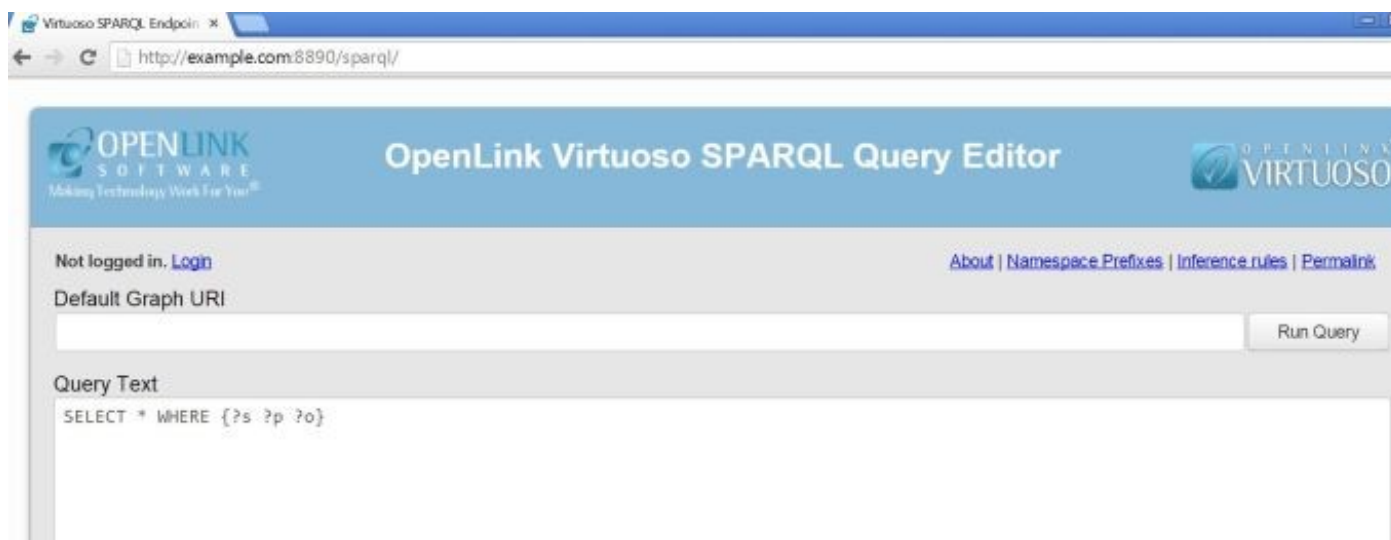 Virtuoso SPARQL Endpoin
http://example.com:8890/sparql/
OPENLINK
SOFTWARE
Making Technology Work For You®
OpenLink Virtuoso SPARQL Query Editor
OPENLINK
VIRTUOSO
Not logged in. Login
About | Namespace Prefixes | Inference rules | Permalink
Default Graph URI
Run Query
Query Text
SELECT * WHERE {?s ?p ?o}